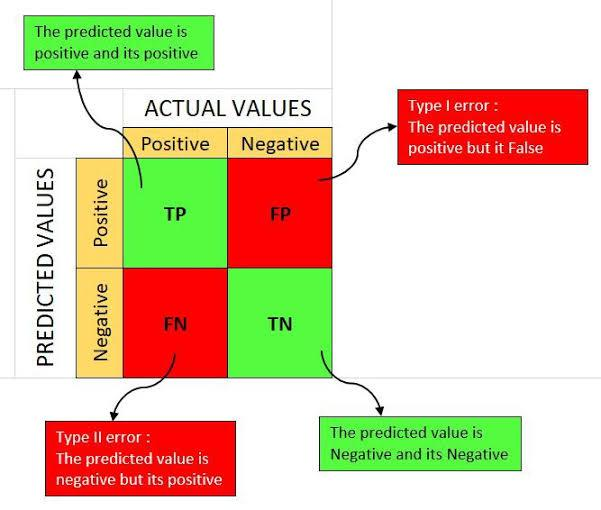 The predicted value is
positive and its positive
ACTUAL VALUES
Type I error :
The predicted value is
positive but it False
Positive Negative
PREDICTED VALUES
Positive
TP FP
Negative
FN TN
Type II error :
The predicted value is
negative but its positive
The predicted value is
Negative and its Negative